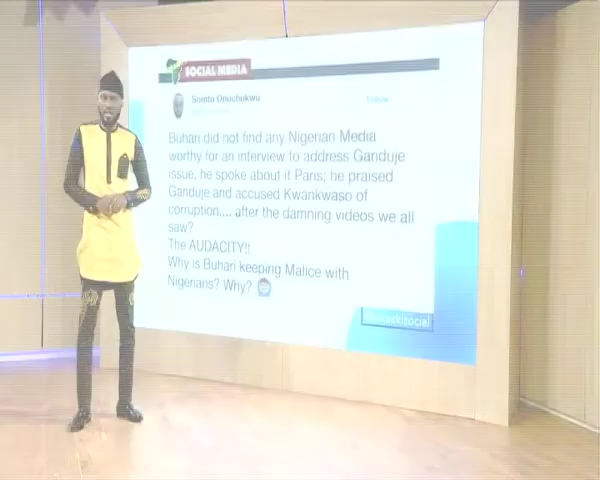 SOCIAL MEDIA
Somto Onuchukwu
Follow
Buhari did not find any Nigerian Media
worthy for an interview to address Ganduje
issue, he spoke about it Paris; he praised
Ganduje and accused Kwankwaso of
corruption.... after the damning videos we all
saw?
The AUDACITY!!
Why is Buhari keeping Malice with
Nigerians? Why?